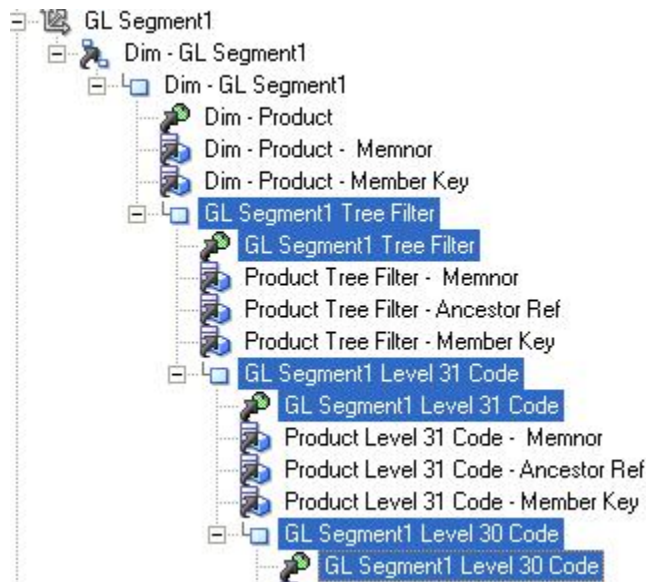 GL Segment1
Dim - GL Segment1
Dim - GL Segment1
Dim - Product
Dim - Product - Memnor
Dim - Product - Member Key
GL Segment1 Tree Filter
GL Segment1 Tree Filter
Product Tree Filter - Memnor
Product Tree Filter - Ancestor Ref
Product Tree Filter - Member Key
GL Segment1 Level 31 Code
GL Segment1 Level 31 Code
Product Level 31 Code - Memnor
Product Level 31 Code - Ancestor Ref
Product Level 31 Code - Member Key
GL Segment1 Level 30 Code
GL Segment1 Level 30 Code